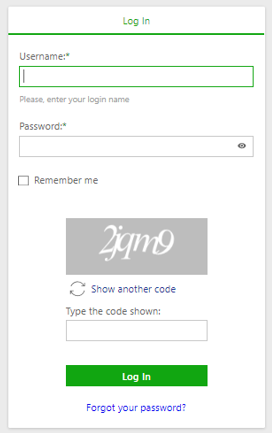 Log In
Username:*
Please, enter your login name
Password:*
Remember me
2jqm9
Show another code
Type the code shown:
Log In
Forgot your password?